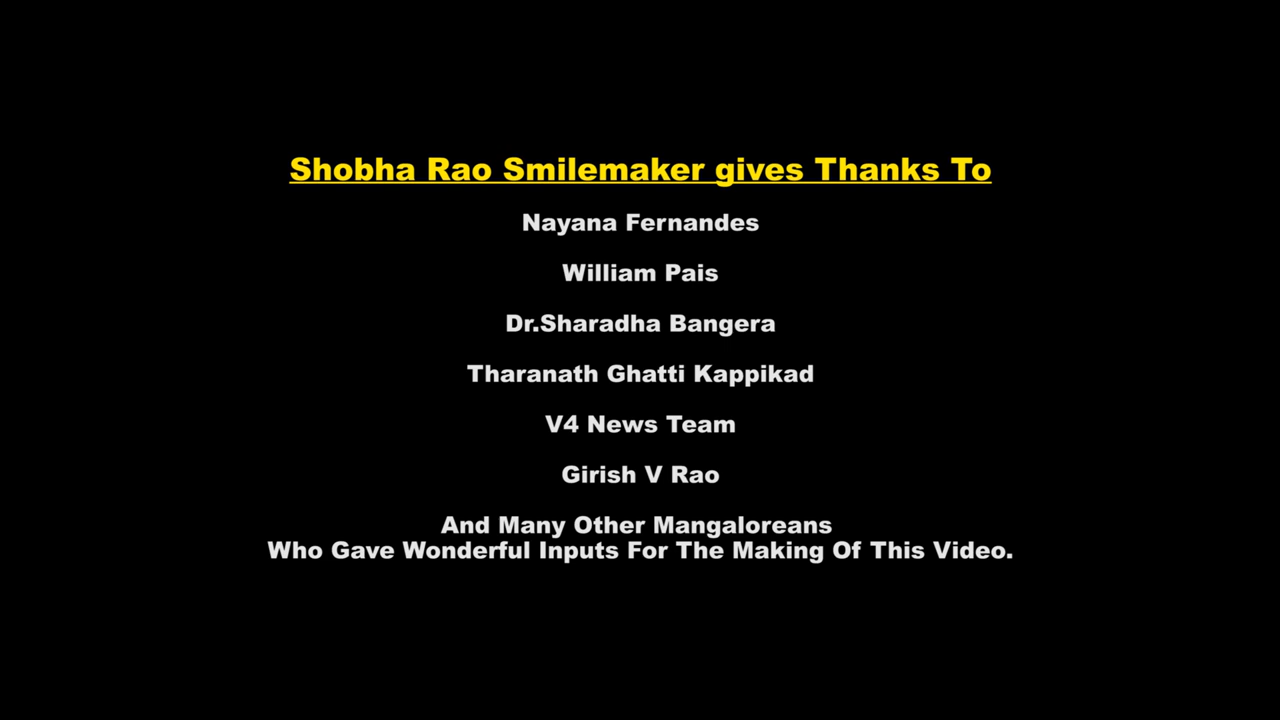 Shobha Rao Smilemaker gives Thanks To
Nayana Fernandes
William Pais
Dr.Sharadha Bangera
Tharanath Ghatti Kappikad
V4 News Team
Girish V Rao
And Many Other Mangaloreans
Who Gave Wonderful Inputs For The Making Of This Video.